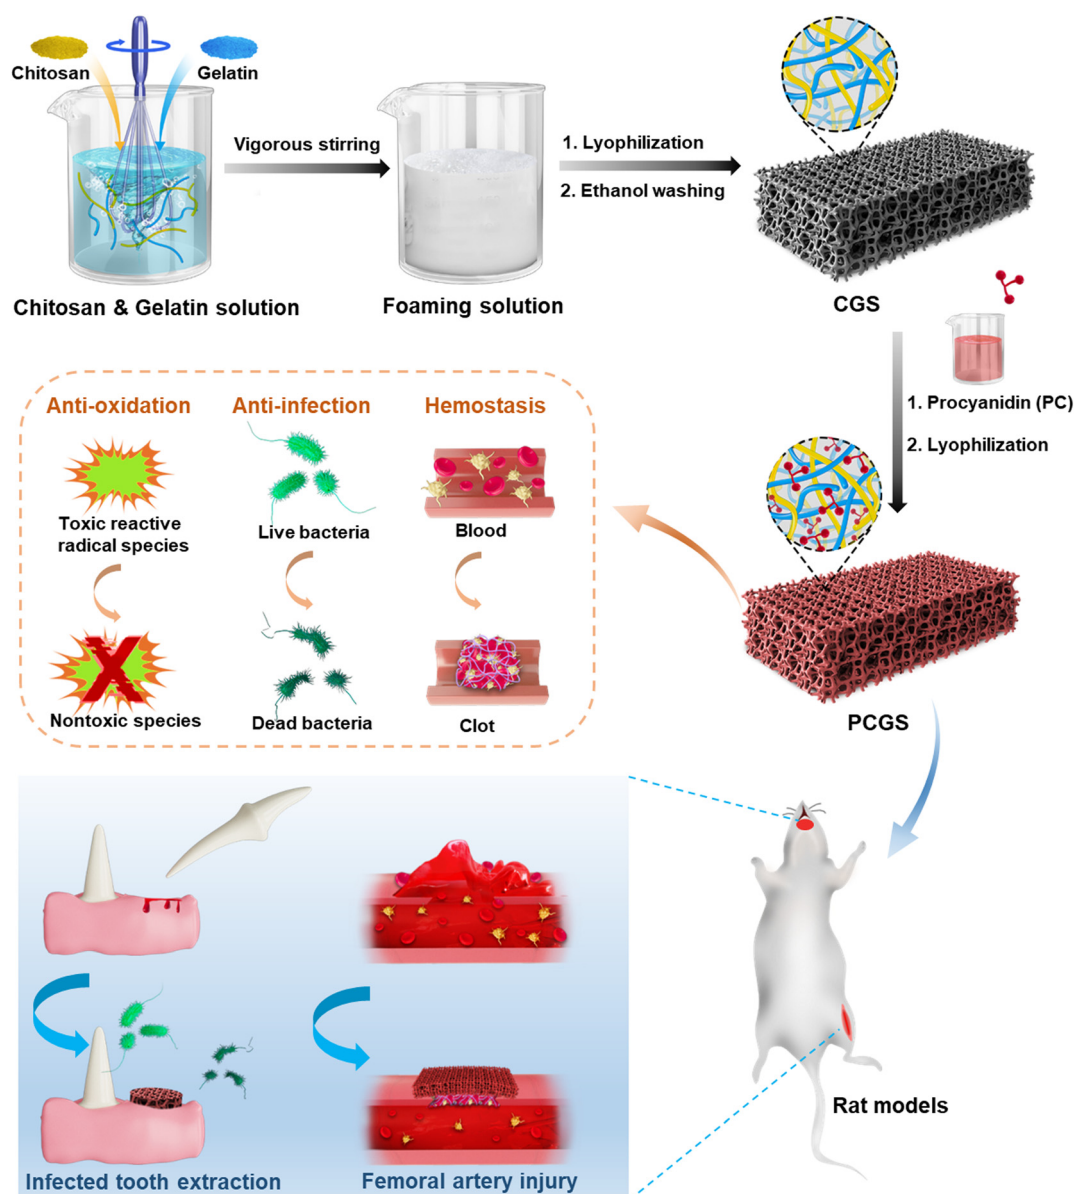 Chitosan
Gelatin
Vigorous stirring
1. Lyophilization
2. Ethanol washing
Chitosan & Gelatin solution
Foaming solution
CGS
1. Procyanidin (PC)
2. Lyophilization
Anti-oxidation
Anti-infection
Hemostasis
Toxic reactive
radical species
Live bacteria
Blood
Nontoxic species
Dead bacteria
Clot
PCGS
Rat models
Infected tooth extraction
Femoral artery injury